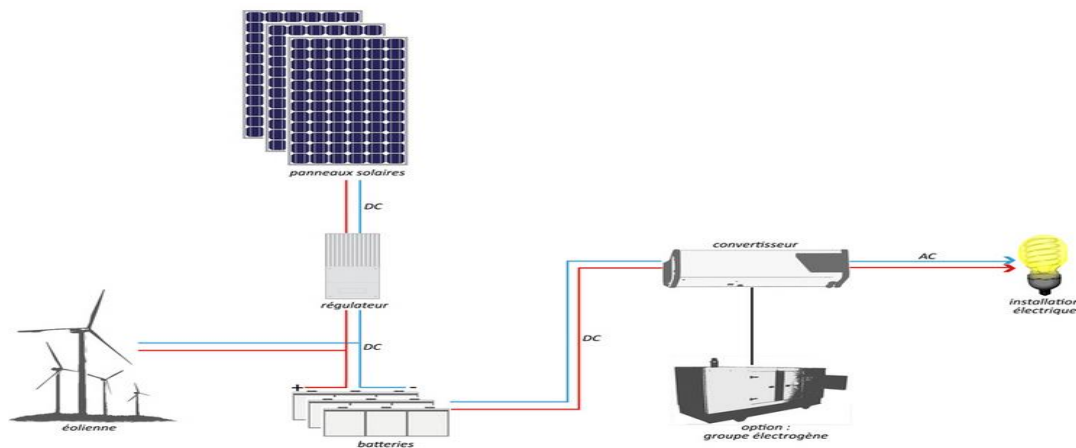 panneaux solaires
DC
régulateur
DC
éolienne
+
-
batteries
DC
convertisseur
AC
installation
électrique
option :
groupe électrogène